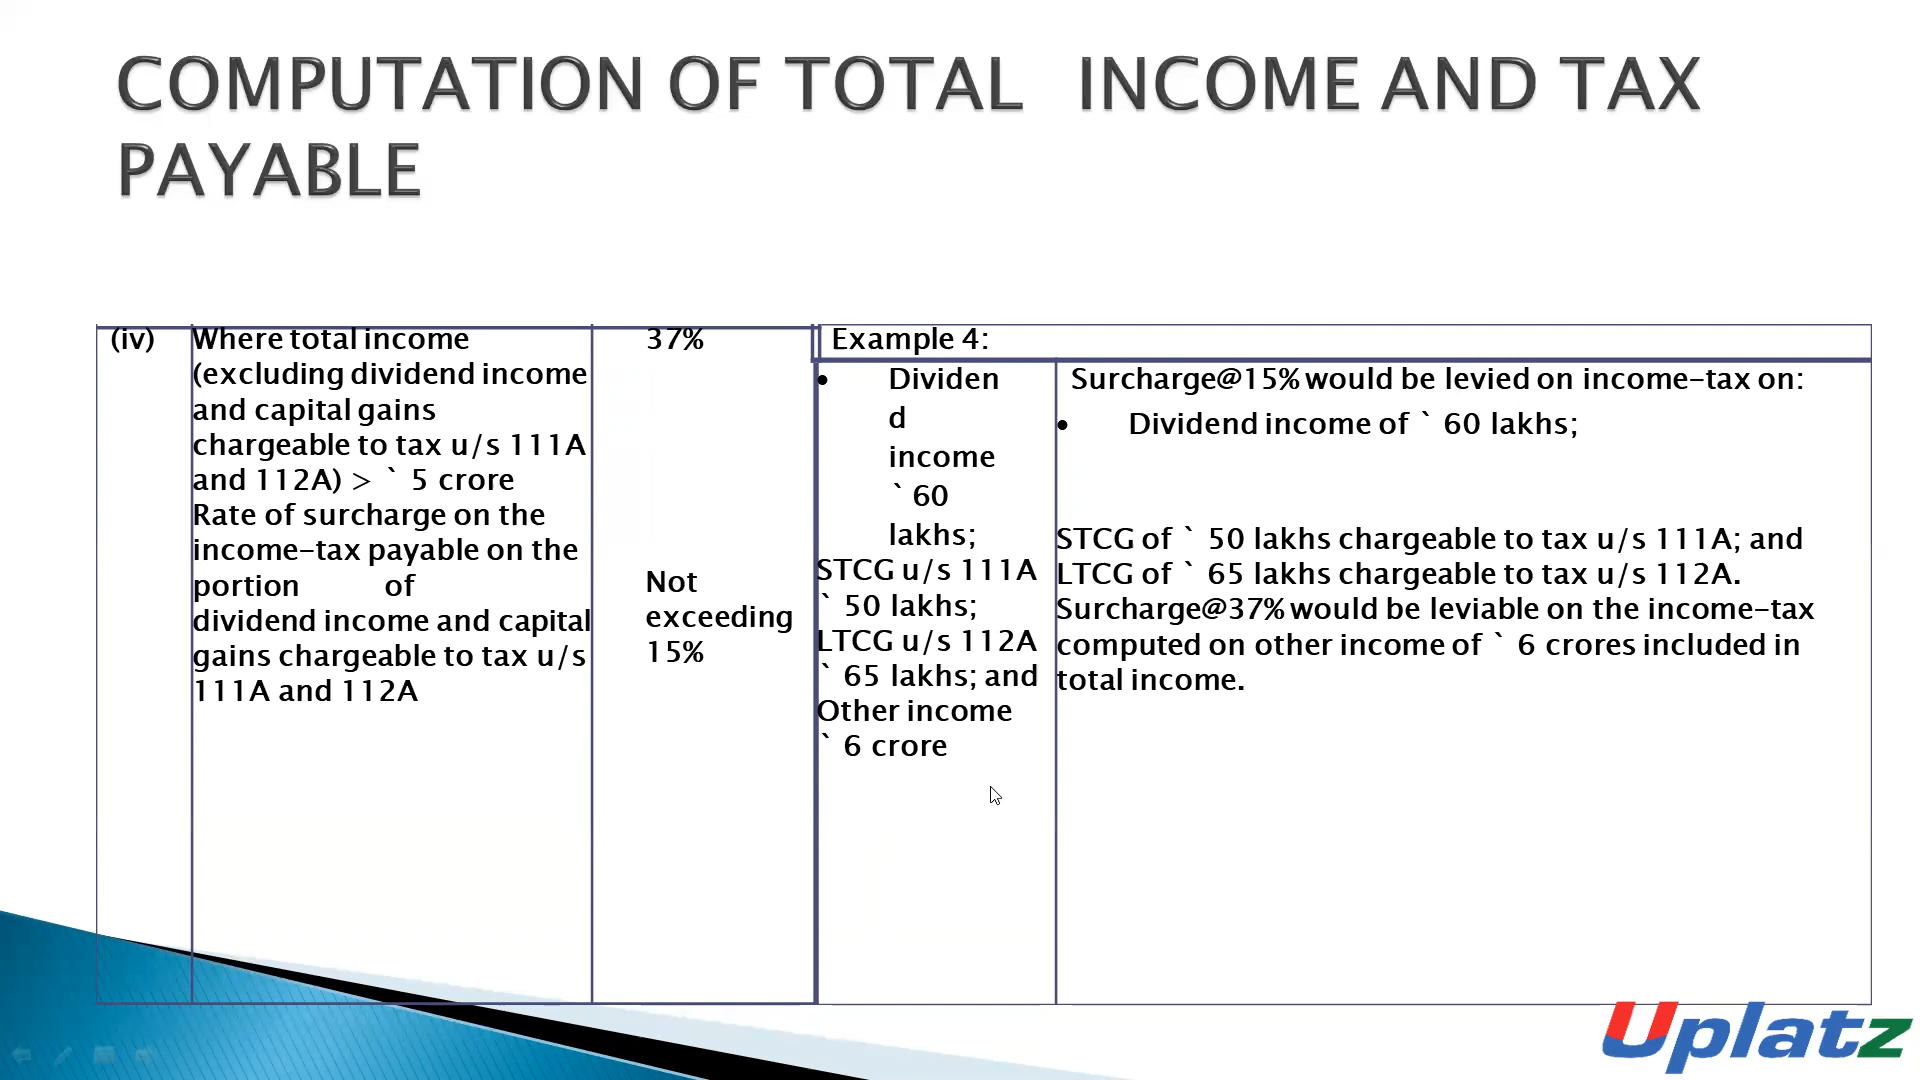 COMPUTATION OF TOTAL INCOME AND TAX
PAYABLE
(iv)
Where total income
(excluding dividend income
and capital gains
chargeable to tax u/s 111A
and 112A) > ` 5 crore
Rate of surcharge on the
income-tax payable on the
portion of
dividend income and capital
gains chargeable to tax u/s
111A and 112A
37%
Not
exceeding
15%
Example 4:
• Dividen
d
income
` 60
lakhs;
STCG u/s 111A
` 50 lakhs;
LTCG u/s 112A
` 65 lakhs; and
Other income
` 6 crore
Surcharge@15% would be levied on income-tax on:
• Dividend income of ` 60 lakhs;
STCG of ` 50 lakhs chargeable to tax u/s 111A; and
LTCG of ` 65 lakhs chargeable to tax u/s 112A.
Surcharge@37% would be leviable on the income-tax
computed on other income of ` 6 crores included in
total income.
Uplatz